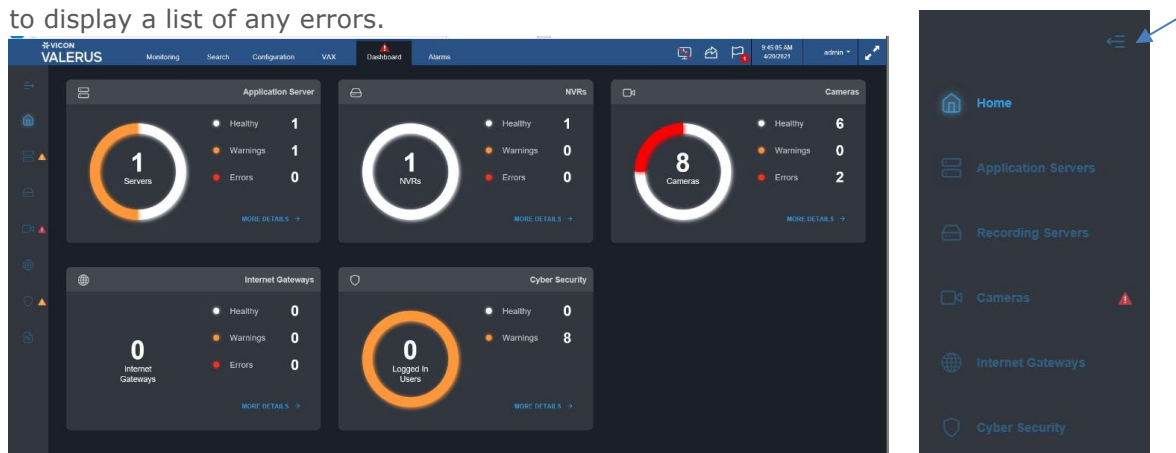 to display a list of any errors.
VICON
VALERUS
Monitoring Search Configuration VAX Dashboard Alarms
1
9:45:05 AM
4/20/2021
admin
Application Server
1
Servers
Healthy 1
Warnings 1
Errors 0
MORE DETAILS →
NVRs
1
NVRs
Healthy 1
Warnings 0
Errors 0
MORE DETAILS →
Cameras
8
Cameras
Healthy 6
Warnings 0
Errors 2
MORE DETAILS →
Internet Gateways
0
Internet
Gateways
Healthy 0
Warnings 0
Errors 0
MORE DETAILS →
Cyber Security
0
Logged In
Users
Healthy 0
Warnings 8
MORE DETAILS →
Home
Application Servers
Recording Servers
Cameras
Internet Gateways
Cyber Security